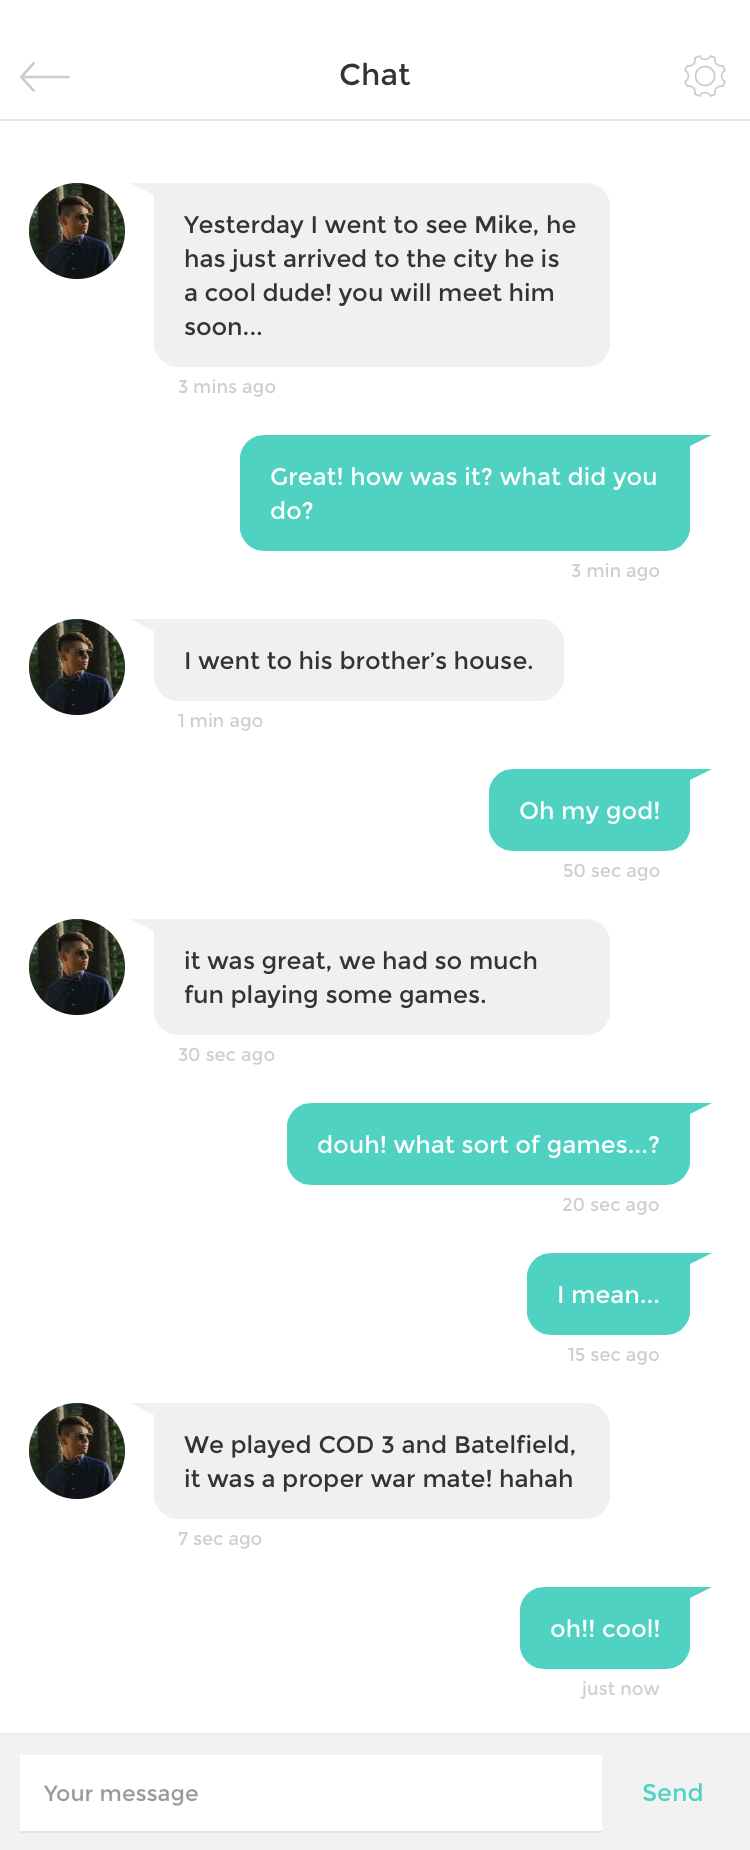 Chat
Yesterday I went to see Mike, he
has just arrived to the city he is
a cool dude! you will meet him
soon...
3 mins ago
Great! how was it? what did you
do?
3 min ago
I went to his brother’s house.
1 min ago
Oh my god!
50 sec ago
it was great, we had so much
fun playing some games.
30 sec ago
douh! what sort of games...?
20 sec ago
I mean...
15 sec ago
We played COD 3 and Batelfield,
it was a proper war mate! hahah
7 sec ago
oh!! cool!
just now
Your message
Send